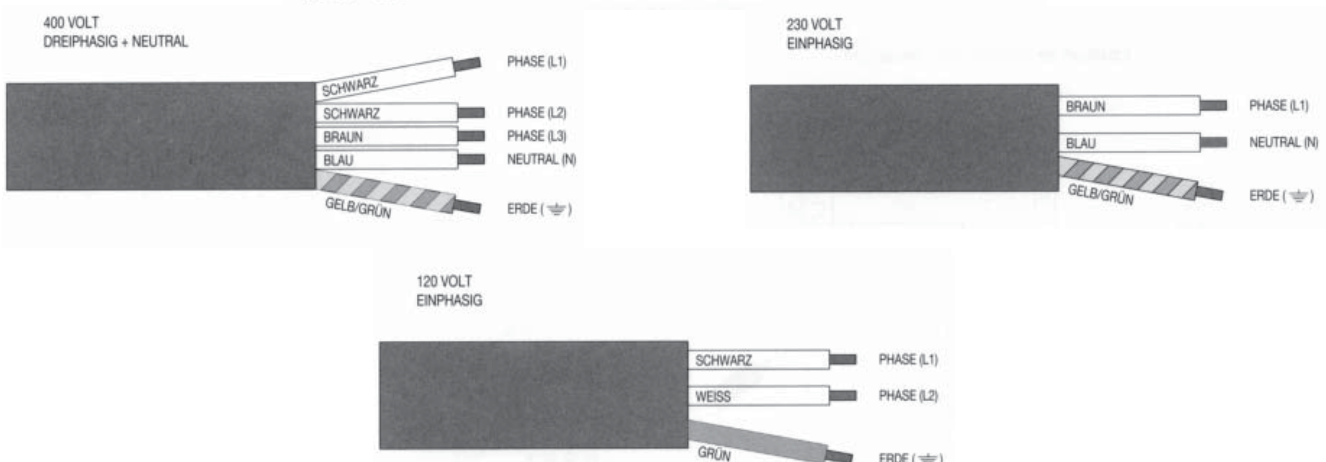 400 VOLT
DREIPHASIG + NEUTRAL
SCHWARZ PHASE (L1)
SCHWARZ PHASE (L2)
BRAUN PHASE (L3)
BLAU NEUTRAL (N)
GELB/GRÜN ERDE (⏚)
230 VOLT
EINPHASIG
BRAUN PHASE (L1)
BLAU NEUTRAL (N)
GELB/GRÜN ERDE (⏚)
120 VOLT
EINPHASIG
SCHWARZ PHASE (L1)
WEISS PHASE (L2)
GRÜN ERDE (⏚)